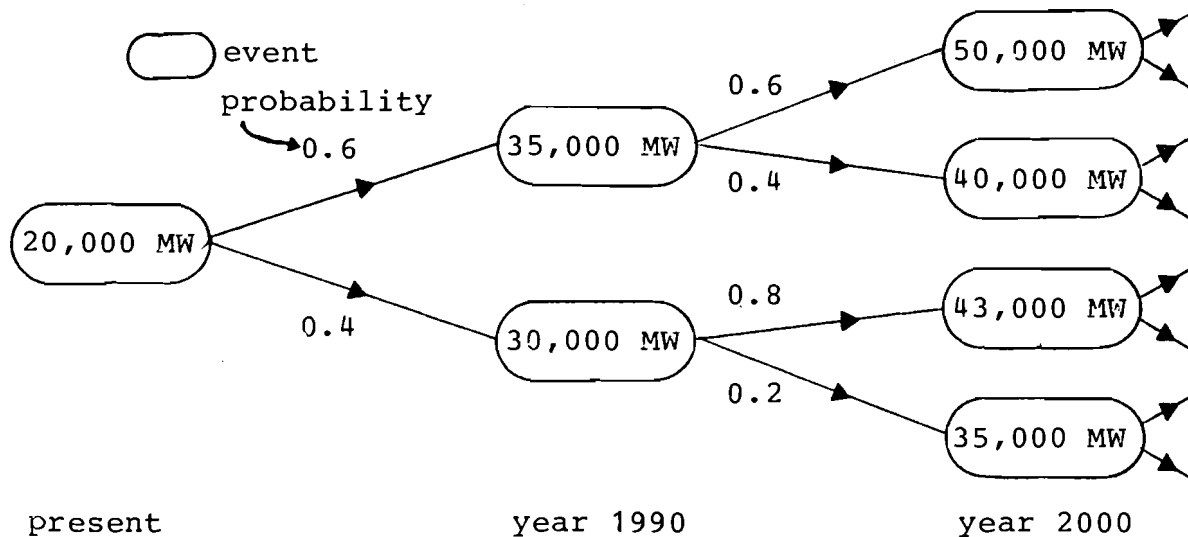 event
probability
0.6
0.4
20,000 MW
35,000 MW
30,000 MW
0.6
0.4
0.8
0.2
50,000 MW
40,000 MW
43,000 MW
35,000 MW
present
year 1990
year 2000